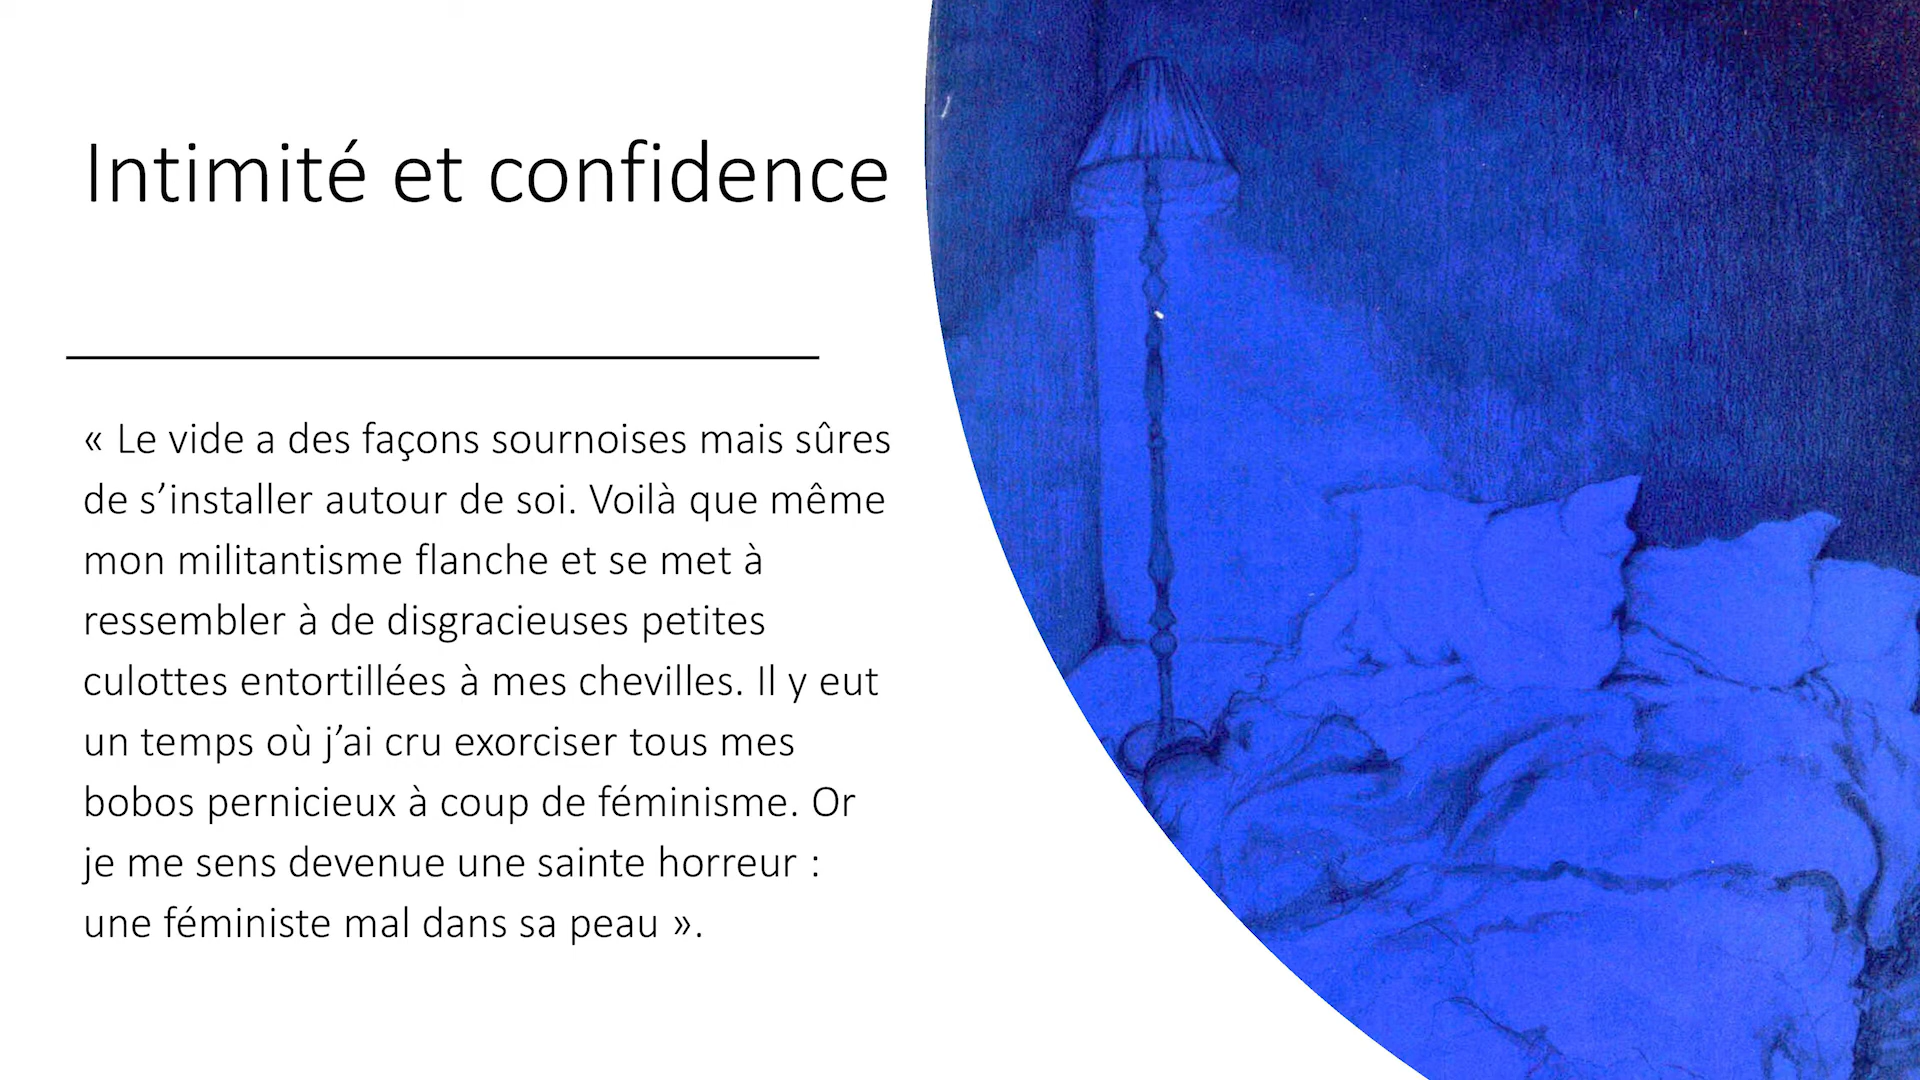 Intimité et confidence
« Le vide a des façons sournoises mais sûres
de s’installer autour de soi. Voilà que même
mon militantisme flanche et se met à
ressembler à de disgracieuses petites
culottes entortillées à mes chevilles. Il y eut
un temps où j’ai cru exorciser tous mes
bobos pernicieux à coup de féminisme. Or
je me sens devenue une sainte horreur :
une féministe mal dans sa peau ».